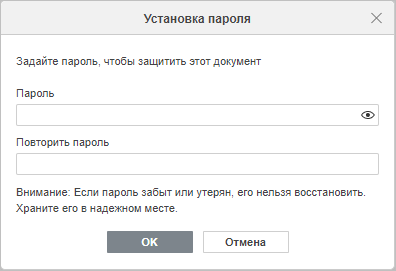 Установка пароля
Задайте пароль, чтобы защитить этот документ
Пароль
Повторить пароль
Внимание: Если пароль забыт или утерян, его нельзя восстановить.
Храните его в надежном месте.
OK
Отмена